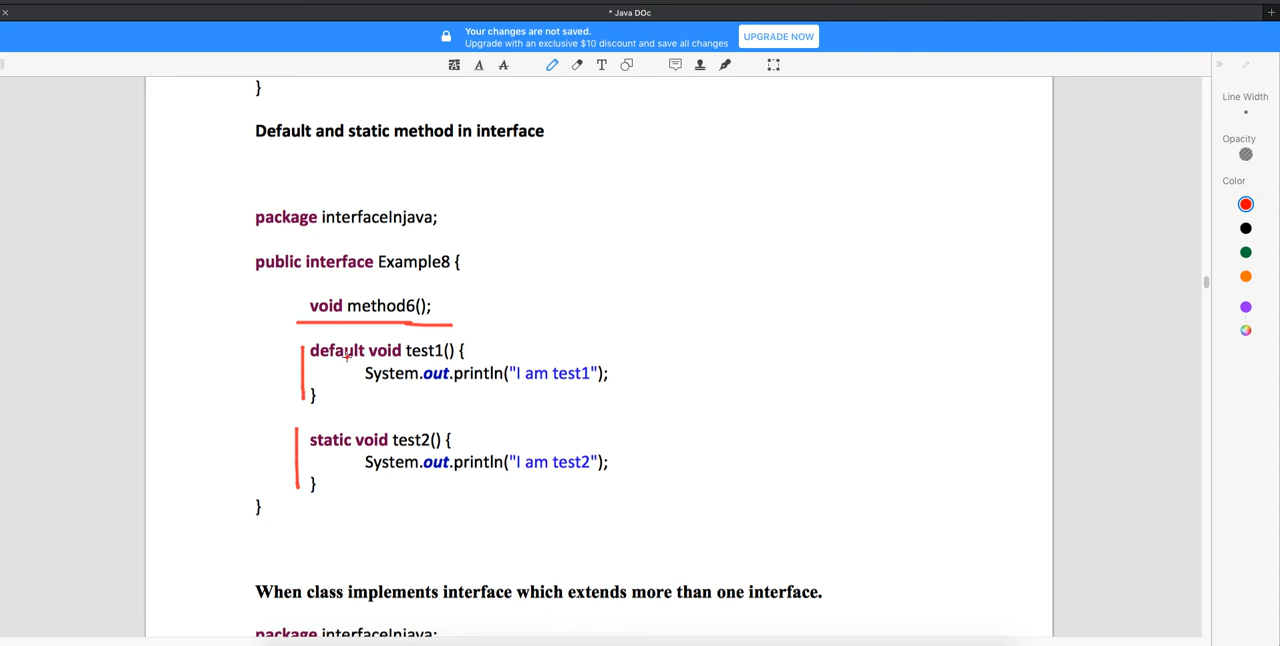 * Java DOc
Your changes are not saved.
Upgrade with an exclusive $10 discount and save all changes
UPGRADE NOW
A A T
Line Width
Opacity
Color
}
Default and static method in interface
package interfaceInjava;
public interface Example8 {
void method6();
default void test1() {
System.out.println("I am test1");
}
static void test2() {
System.out.println("I am test2");
}
}
When class implements interface which extends more than one interface.
package interfaceInjava;